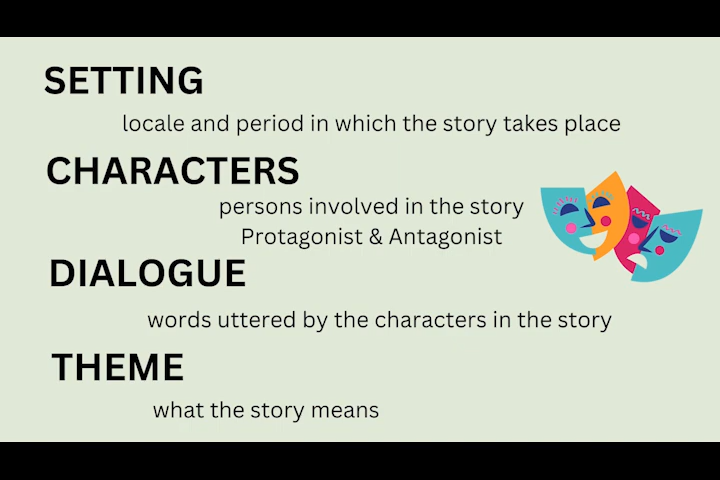 SETTING
locale and period in which the story takes place
CHARACTERS
persons involved in the story
Protagonist & Antagonist
DIALOGUE
words uttered by the characters in the story
THEME
what the story means